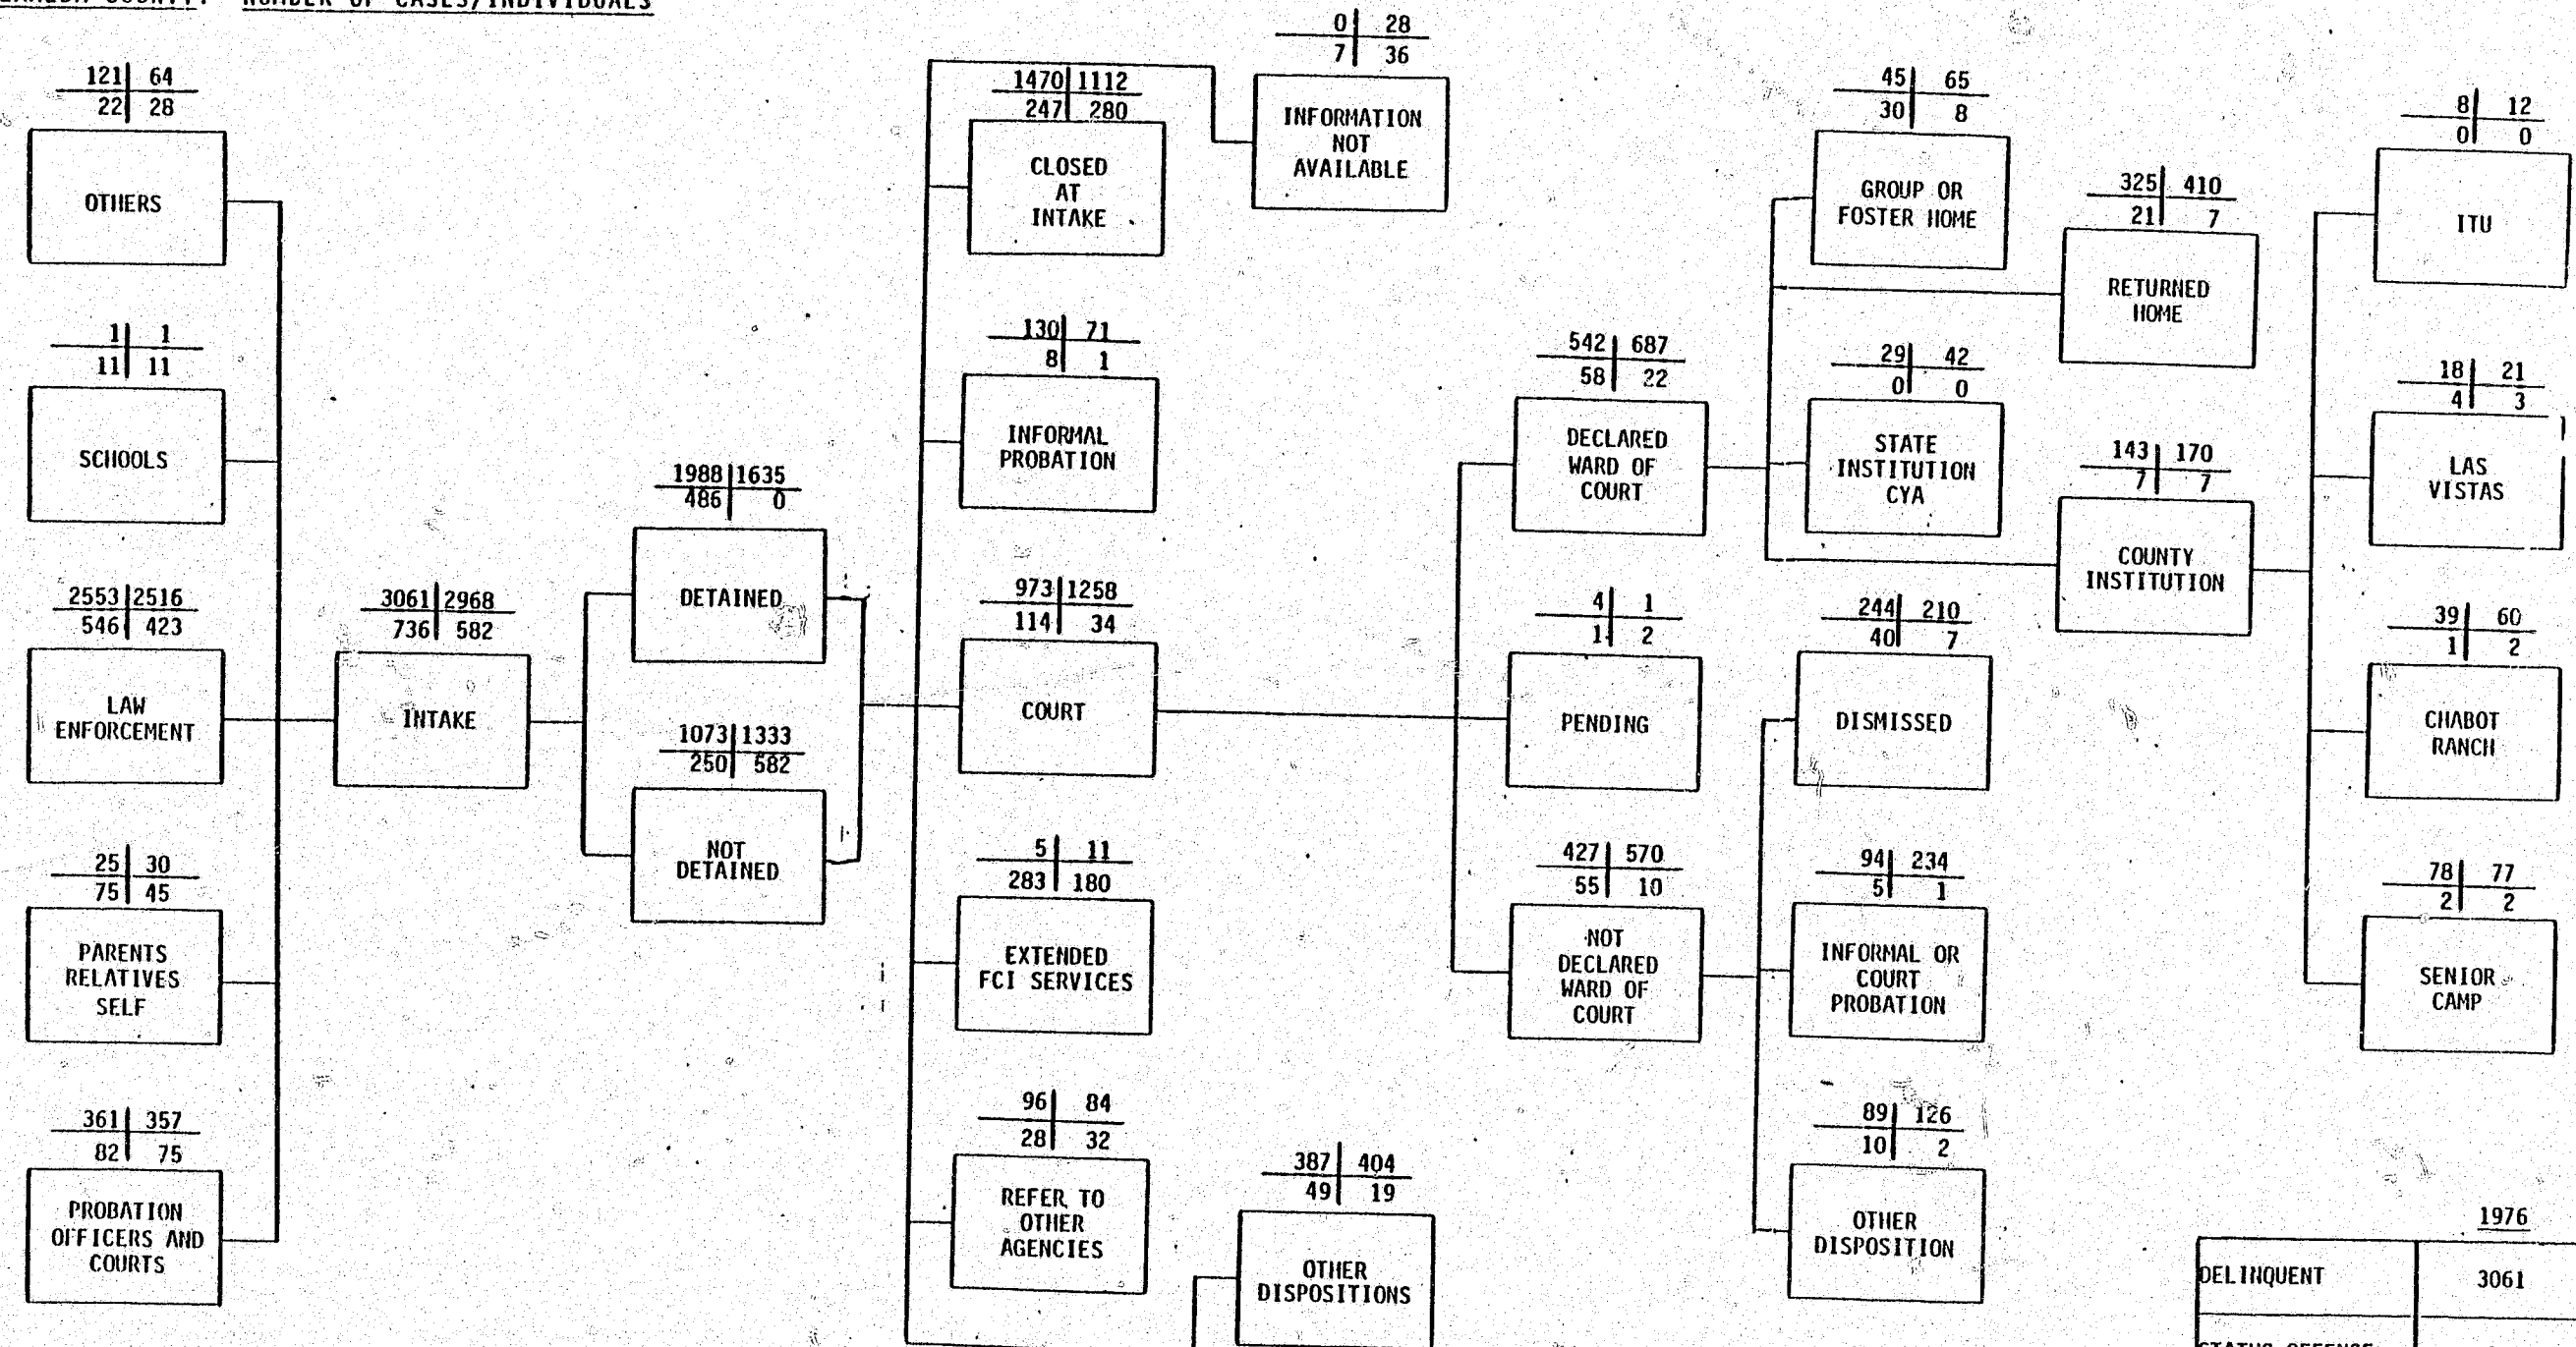 COUNTY: NUMBER OF CASES/INDIVIDUALS
121 64
22 28
OTHERS
1 1
11 11
SCHOOLS
2553 2516
546 423
LAW
ENFORCEMENT
25 30
75 45
PARENTS
RELATIVES
SELF
361 357
82 75
PROBATION
OFFICERS AND
COURTS
3061 2968
736 582
INTAKE
1988 1635
486 0
DETAINED
1073 1333
250 582
NOT
DETAINED
0 28
7 36
INFORMATION
NOT
AVAILABLE
1470 1112
247 280
CLOSED
AT
INTAKE
130 71
8 1
INFORMAL
PROBATION
973 1258
114 34
COURT
5 11
283 180
EXTENDED
FCI SERVICES
96 84
28 32
REFER TO
OTHER
AGENCIES
387 404
49 19
OTHER
DISPOSITIONS
542 687
58 22
DECLARED
WARD OF
COURT
4 1
1 2
PENDING
427 570
55 10
NOT
DECLARED
WARD OF
COURT
45 65
30 8
GROUP OR
FOSTER HOME
325 410
21 7
RETURNED
HOME
29 42
0 0
STATE
INSTITUTION
CYA
143 170
7 7
COUNTY
INSTITUTION
244 210
40 7
DISMISSED
94 234
5 1
INFORMAL OR
COURT
PROBATION
89 126
10 2
OTHER
DISPOSITION
8 12
0 0
ITU
18 21
4 3
LAS
VISTAS
39 60
1 2
CHABOT
RANCH
78 77
2 2
SENIOR
CAMP
1976
DELINQUENT 3061
STATUS OFFENSE